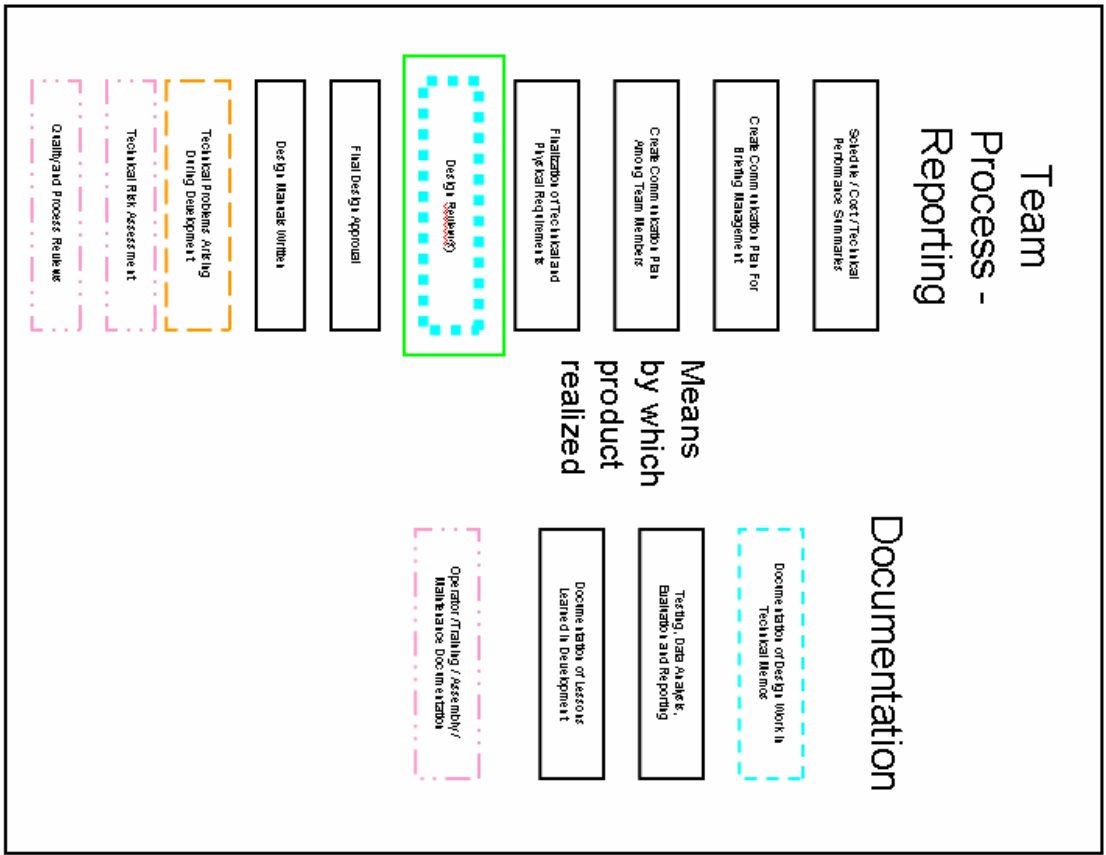 Team
Process -
Reporting
Schedule / Cost / Technical
Performance Summaries
Create Communication Plan For
Briefing Management
Create Communication Plan
Among Team Members
Finalization of Technical and
Physical Requirements
Design Review(s)
Final Design Approval
Design Manuals Written
Technical Problems Arising
During Development
Technical Risk Assessment
Quality and Process Reviews
Means
by which
product
realized
Documentation
Documentation of Design Work In
Technical Memos
Testing, Data Analysis,
Evaluation and Reporting
Documentation of Lessons
Learned In Development
Operator / Training / Assembly /
Maintenance Documentation